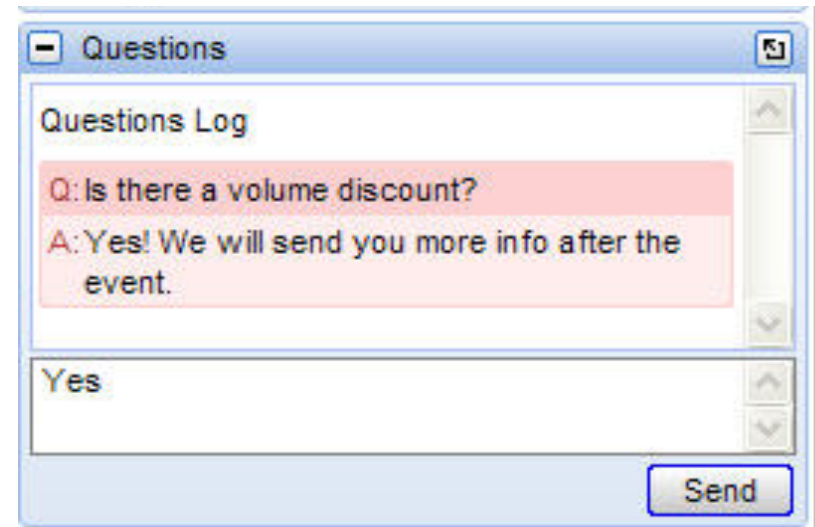 Questions
Questions Log
Q: Is there a volume discount?
A: Yes! We will send you more info after the
event.
Yes
Send